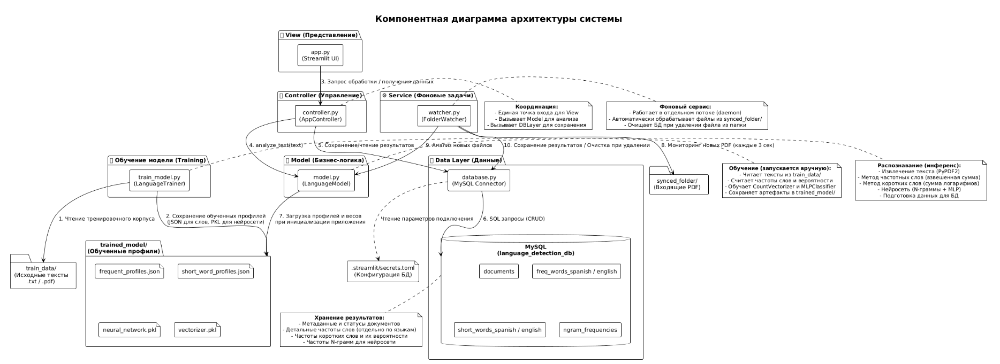 Компонентная диаграмма архитектуры системы
View (Представление)
app.py
(Streamlit UI)
3. Запрос обработки / получения данных
Controller (Управление)
controller.py
(AppController)
⚙ Service (Фоновые задачи)
watcher.py
(FolderWatcher)
Координация:
- Единая точка входа для View
- Вызывает Model для анализа
- Вызывает DBLayer для сохранения
Фоновый сервис:
- Работает в отдельном потоке (daemon)
- Автоматически обрабатывает файлы из synced_folder/
- Очищает БД при удалении файла из папки
4. analyze_text(text)
5. Сохранение/чтение результатов
9. Анализ новых файлов
10. Сохранение результатов / Очистка при удалении
8. Мониторинг новых PDF (каждые 3 сек)
Обучение модели (Training)
train_model.py
(LanguageTrainer)
Model (Бизнес-логика)
model.py
(LanguageModel)
Data Layer (Данные)
database.py
(MySQL Connector)
synced_folder/
(Входящие PDF)
Обучение (запускается вручную):
- Читает тексты из train_data/
- Считает частоты слов и вероятности
- Обучает CountVectorizer и MLPClassifier
- Сохраняет артефакты в trained_model/
Распознавание (инференс):
- Извлечение текста (PyPDF2)
- Метод частотных слов (взвешенная сумма)
- Метод коротких слов (сумма логарифмов)
- Нейросеть (N-граммы + MLP)
- Подготовка данных для БД
1. Чтение тренировочного корпуса
2. Сохранение обученных профилей
(JSON для слов, PKL для нейросети)
7. Загрузка профилей и весов
при инициализации приложения
Чтение параметров подключения
6. SQL запросы (CRUD)
train_data/
(Исходные тексты
.txt / .pdf)
trained_model/
(Обученные профили)
frequent_profiles.json
short_word_profiles.json
neural_network.pkl
vectorizer.pkl
.streamlit/secrets.toml
(Конфигурация БД)
MySQL
(language_detection_db)
documents
freq_words_spanish / english
short_words_spanish / english
ngram_frequencies
Хранение результатов:
- Метаданные и статусы документов
- Детальные частоты слов (отдельно по языкам)
- Частоты коротких слов и их вероятности
- Частоты N-грамм для нейросети